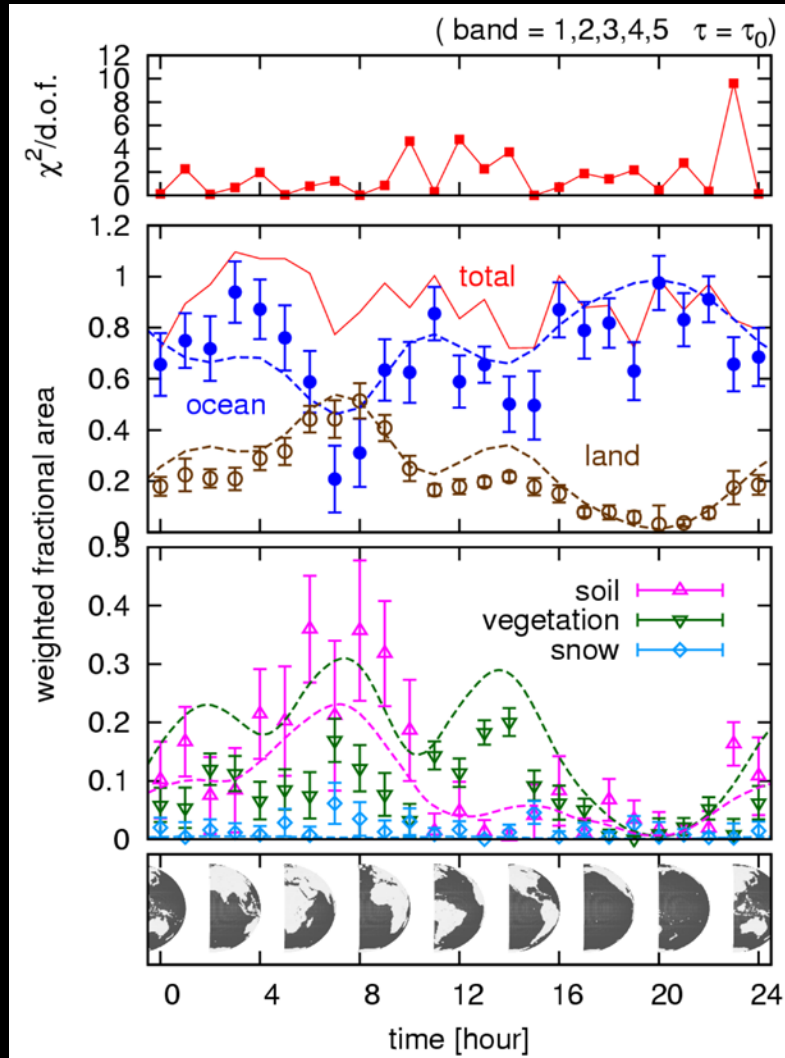 ( band = 1,2,3,4,5 τ = τ₀)
12
10
8
6
4
2
0
χ²/d.o.f.
1.2
1
0.8
0.6
0.4
0.2
0
total
ocean
land
weighted fractional area
0.5
0.4
0.3
0.2
0.1
0
soil
vegetation
snow
0 4 8 12 16 20 24
time [hour]